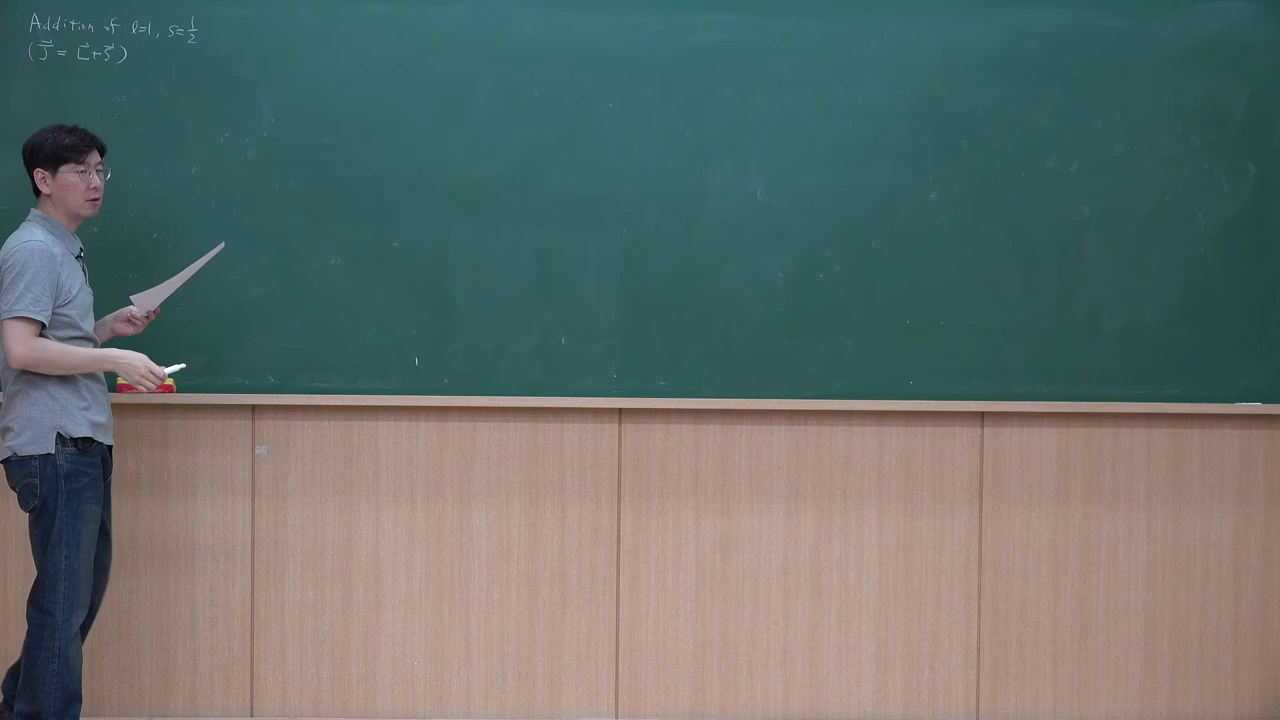 Addition of l=1, s=1/2
(J⃗ = L⃗+S⃗)